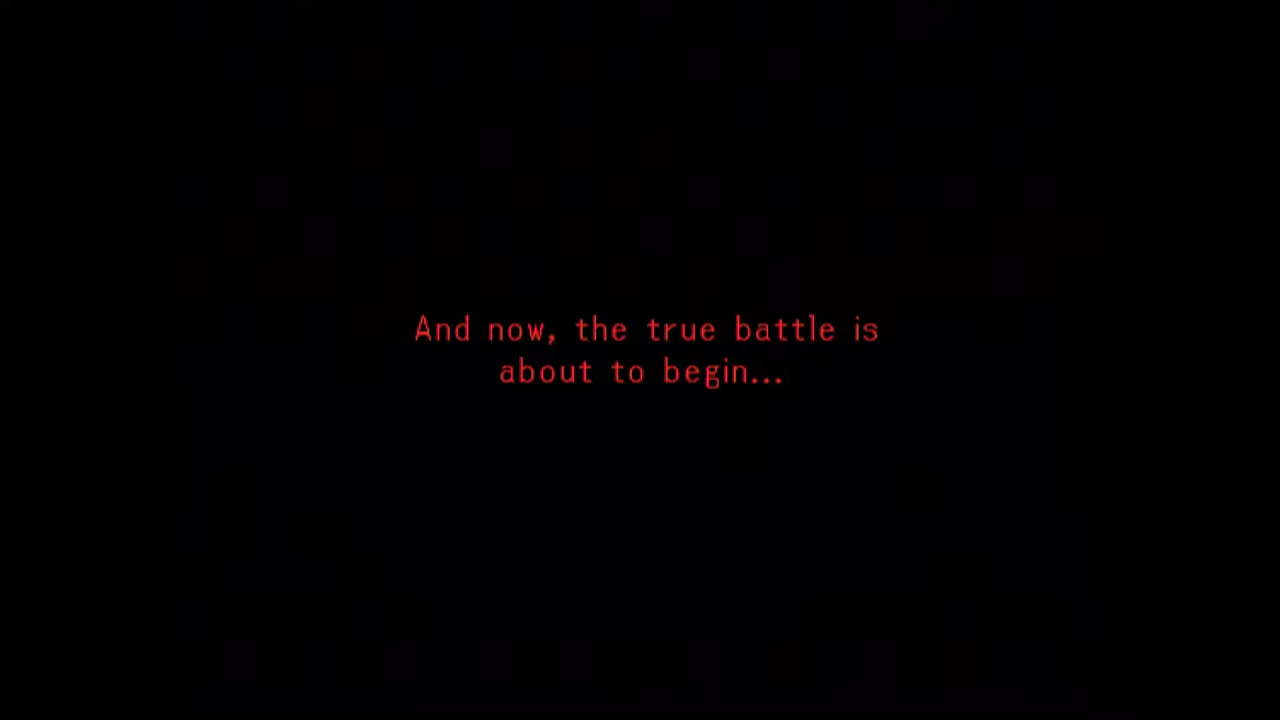 And now, the true battle is
about to begin...